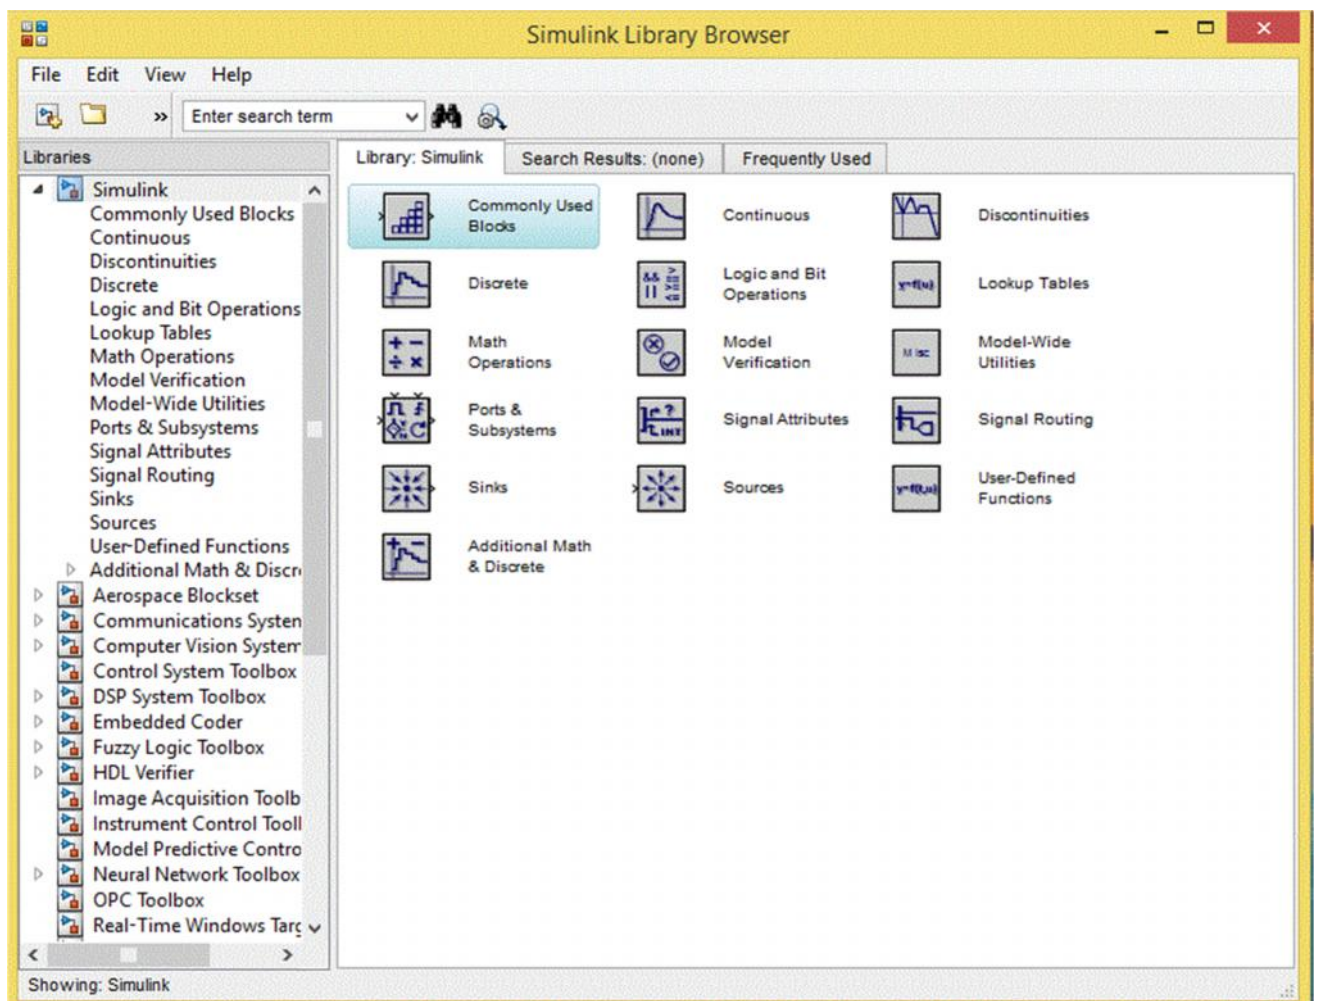 Simulink Library Browser
File Edit View Help
» Enter search term
Libraries
Simulink
Commonly Used Blocks
Continuous
Discontinuities
Discrete
Logic and Bit Operations
Lookup Tables
Math Operations
Model Verification
Model-Wide Utilities
Ports & Subsystems
Signal Attributes
Signal Routing
Sinks
Sources
User-Defined Functions
Additional Math & Discr
Aerospace Blockset
Communications System
Computer Vision System
Control System Toolbox
DSP System Toolbox
Embedded Coder
Fuzzy Logic Toolbox
HDL Verifier
Image Acquisition Toolb
Instrument Control Tooll
Model Predictive Contro
Neural Network Toolbox
OPC Toolbox
Real-Time Windows Targ
Library: Simulink Search Results: (none) Frequently Used
Commonly Used
Blocks
Continuous
Discontinuities
Discrete
&& > >=
|| >= <=
Logic and Bit
Operations
y=f(u)
Lookup Tables
+ -
÷ ×
Math
Operations
Model
Verification
Misc
Model-Wide
Utilities
Ports &
Subsystems
?
INT
Signal Attributes
Signal Routing
Sinks
Sources
y=f(t,u)
User-Defined
Functions
+ -
Additional Math
& Discrete
Showing: Simulink